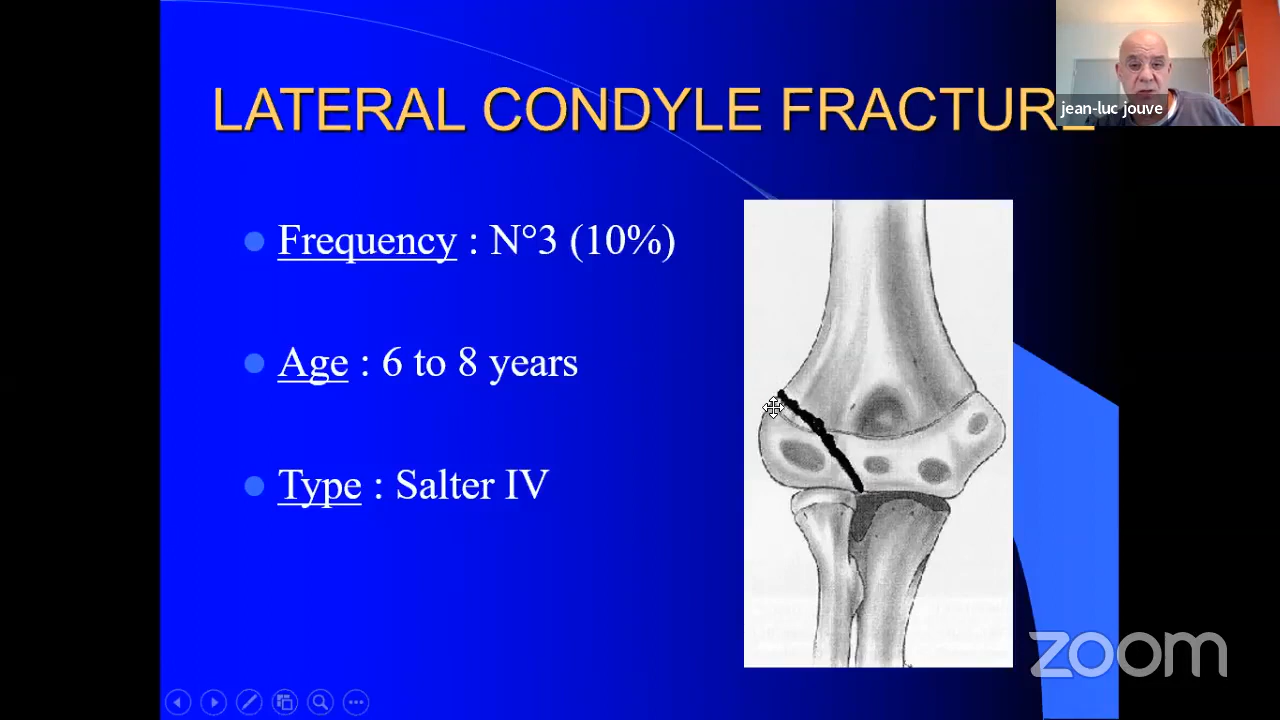 LATERAL CONDYLE FRACTURE
jean-luc jouve
Frequency : N°3 (10%)
Age : 6 to 8 years
Type : Salter IV
zoom